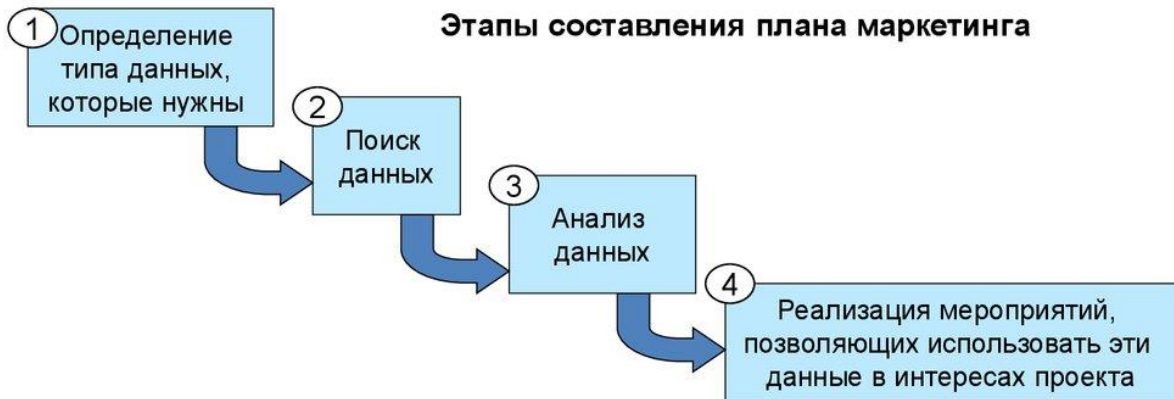 Этапы составления плана маркетинга
1
Определение
типа данных,
которые нужны
2
Поиск
данных
3
Анализ
данных
4
Реализация мероприятий,
позволяющих использовать эти
данные в интересах проекта